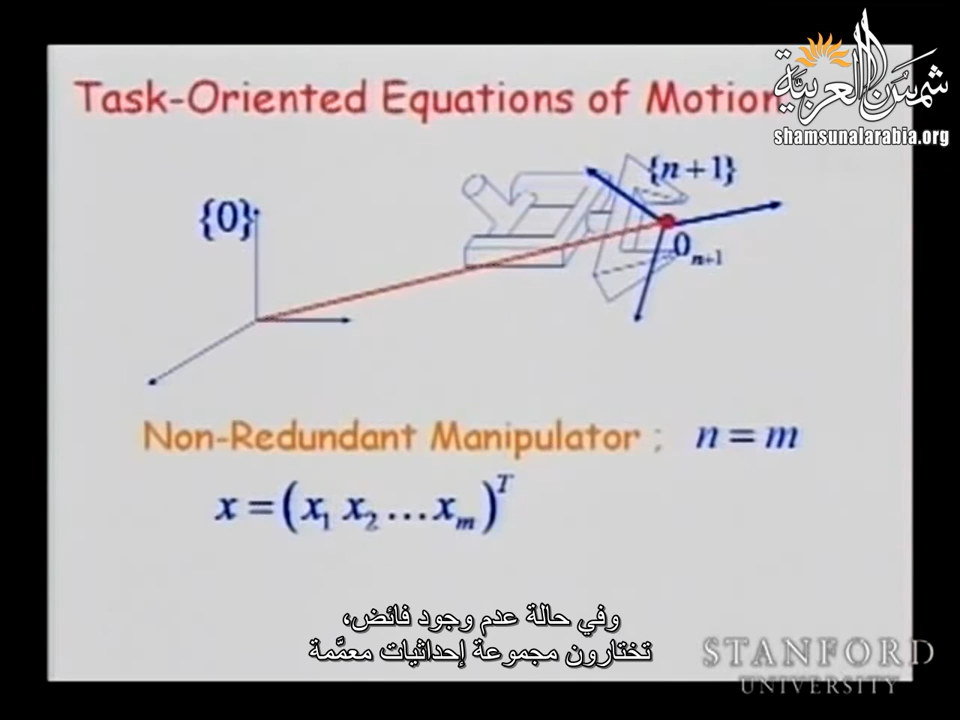 شمس العربية
shamsunalarabia.org
Task-Oriented Equations of Motion
{n+1}
{0}
0ₙ₊₁
Non-Redundant Manipulator ; n = m
x = (x₁ x₂ ... xₘ)ᵀ
وفي حالة عدم وجود فائض،
تختارون مجموعة إحداثيات معمَّمة
STANFORD
UNIVERSITY